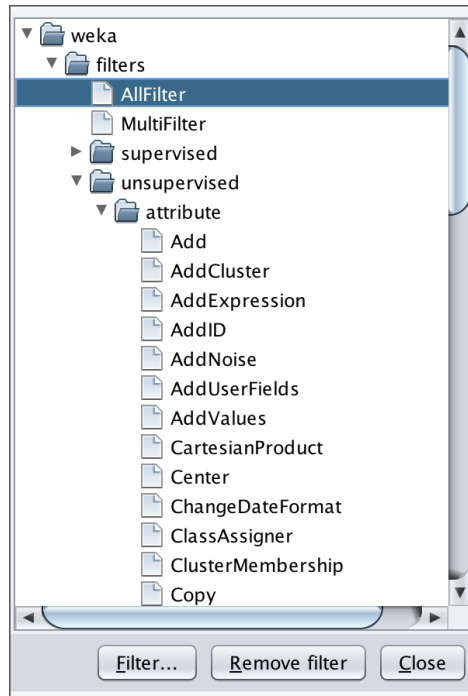 weka
filters
AllFilter
MultiFilter
supervised
unsupervised
attribute
Add
AddCluster
AddExpression
AddID
AddNoise
AddUserFields
AddValues
CartesianProduct
Center
ChangeDateFormat
ClassAssigner
ClusterMembership
Copy
Filter... Remove filter Close